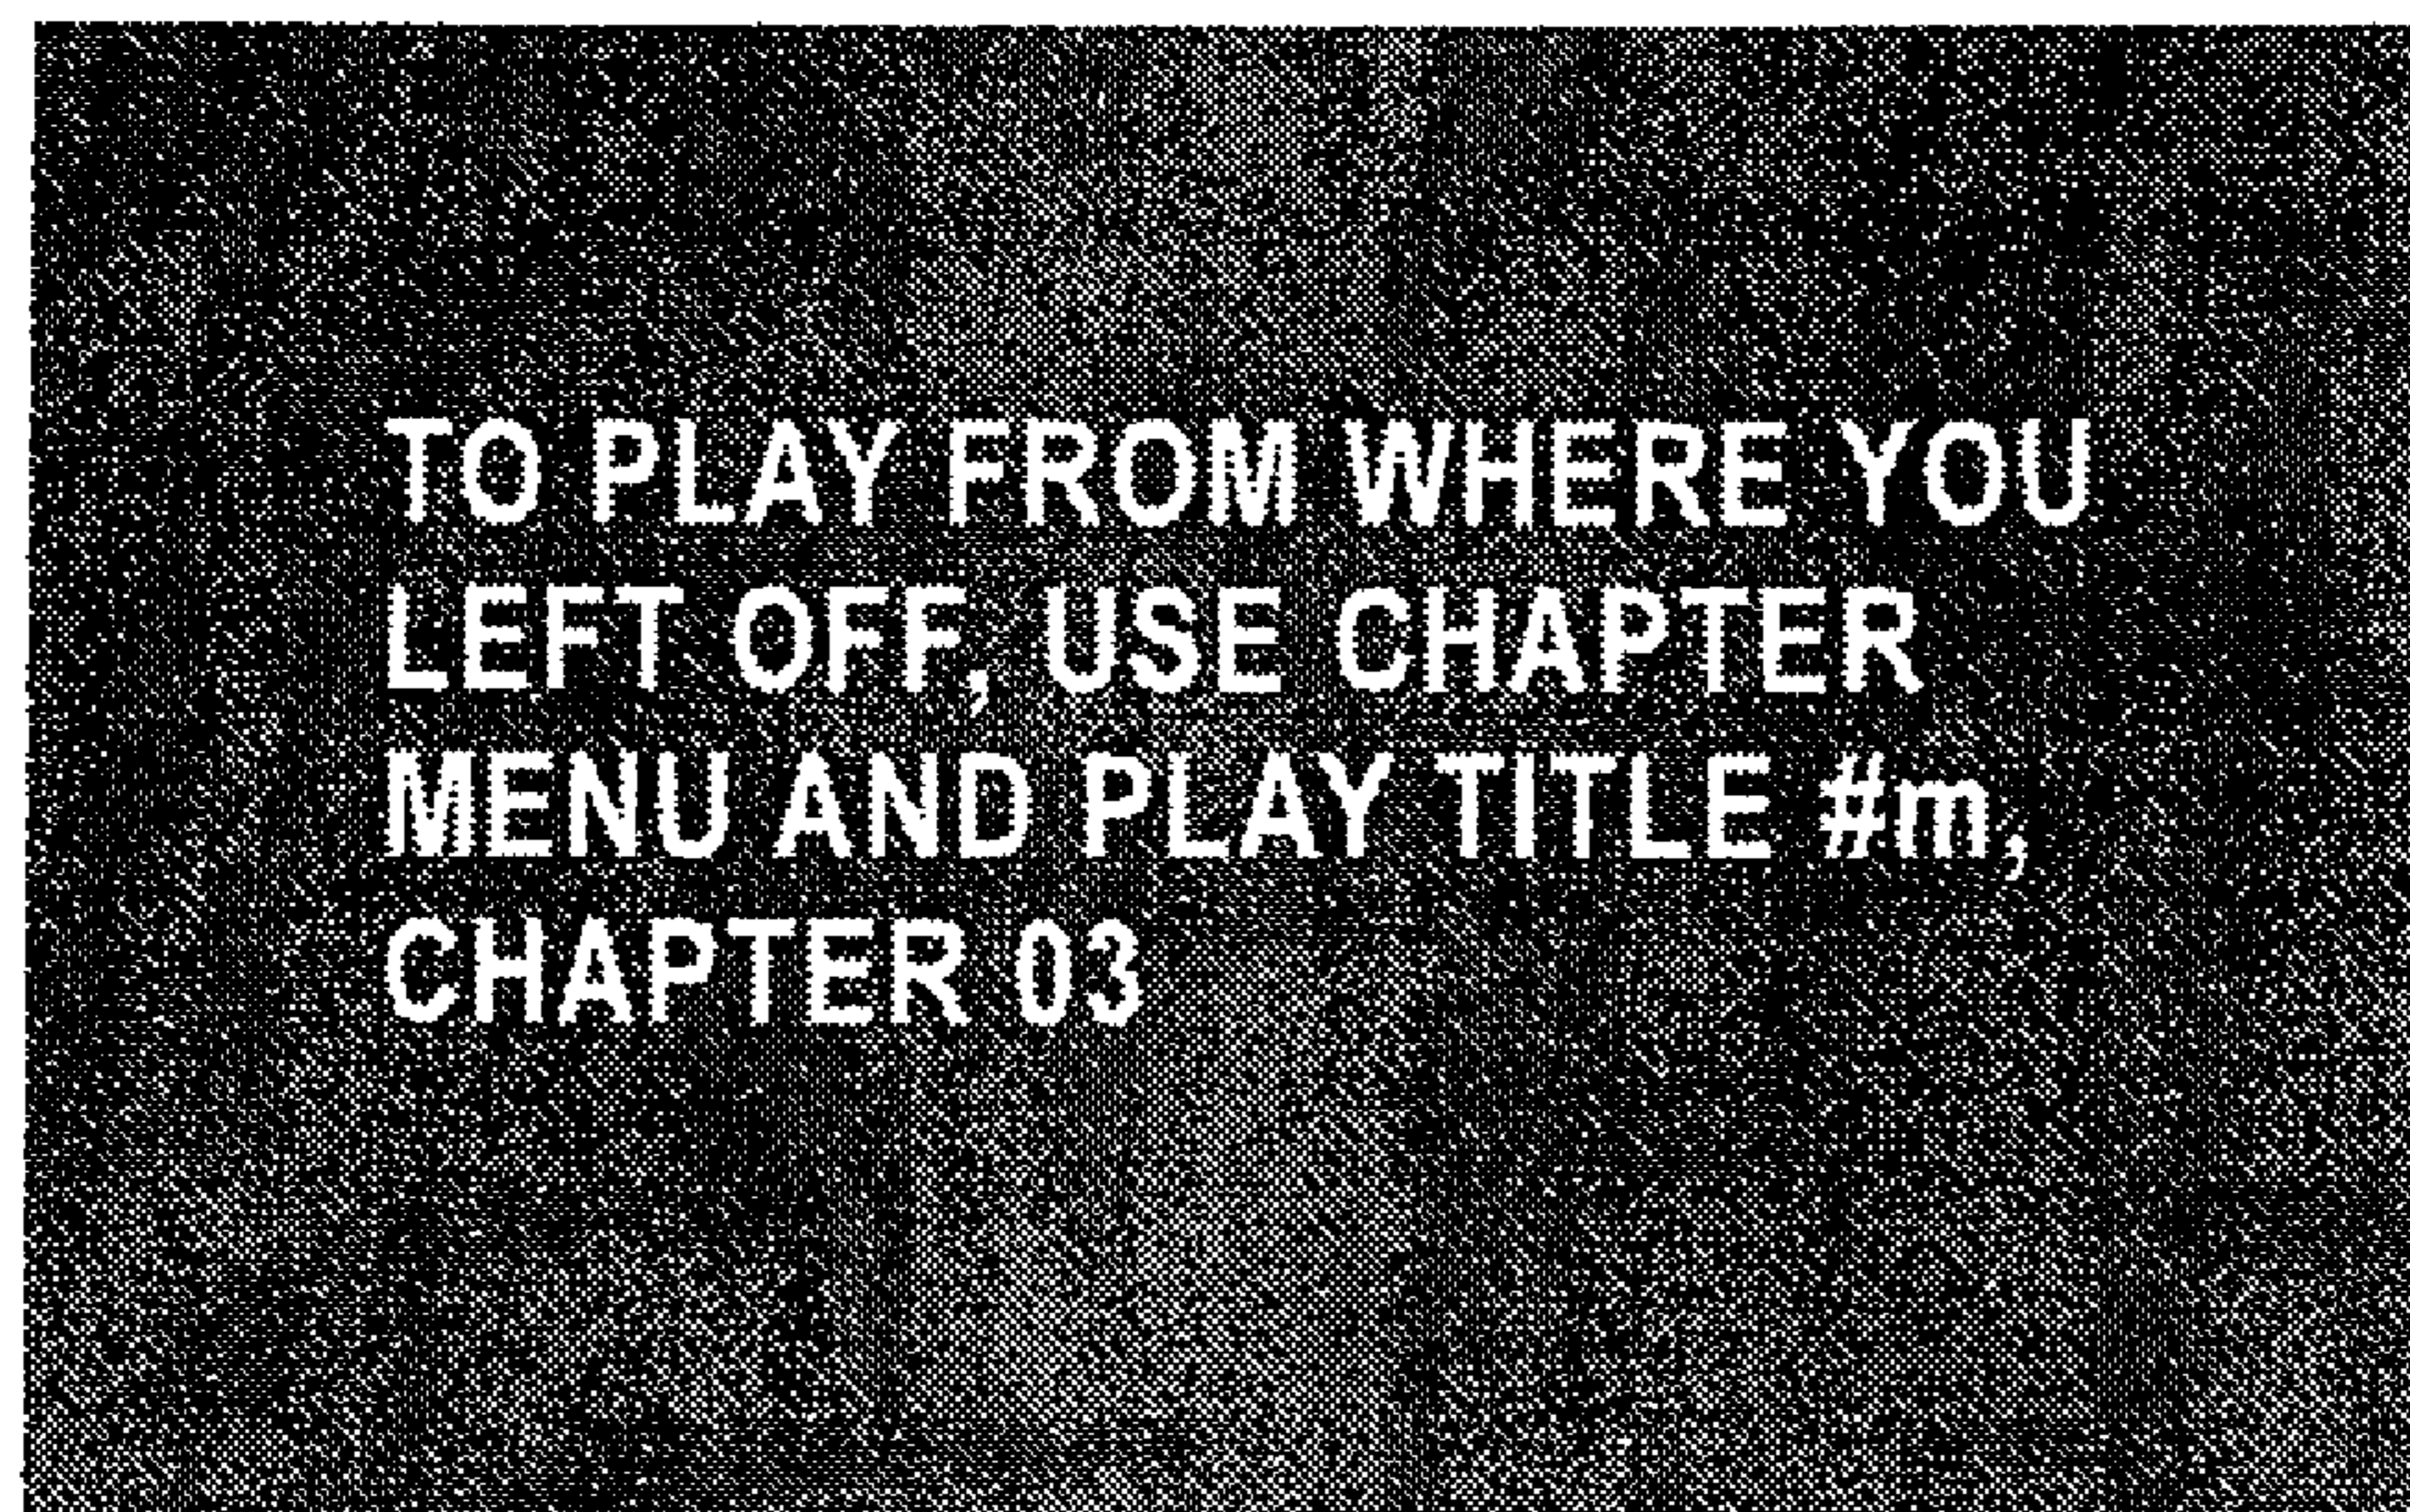 TO PLAY FROM WHERE YOU
LEFT OFF, USE CHAPTER
MENU AND PLAY TITLE #m,
CHAPTER 03